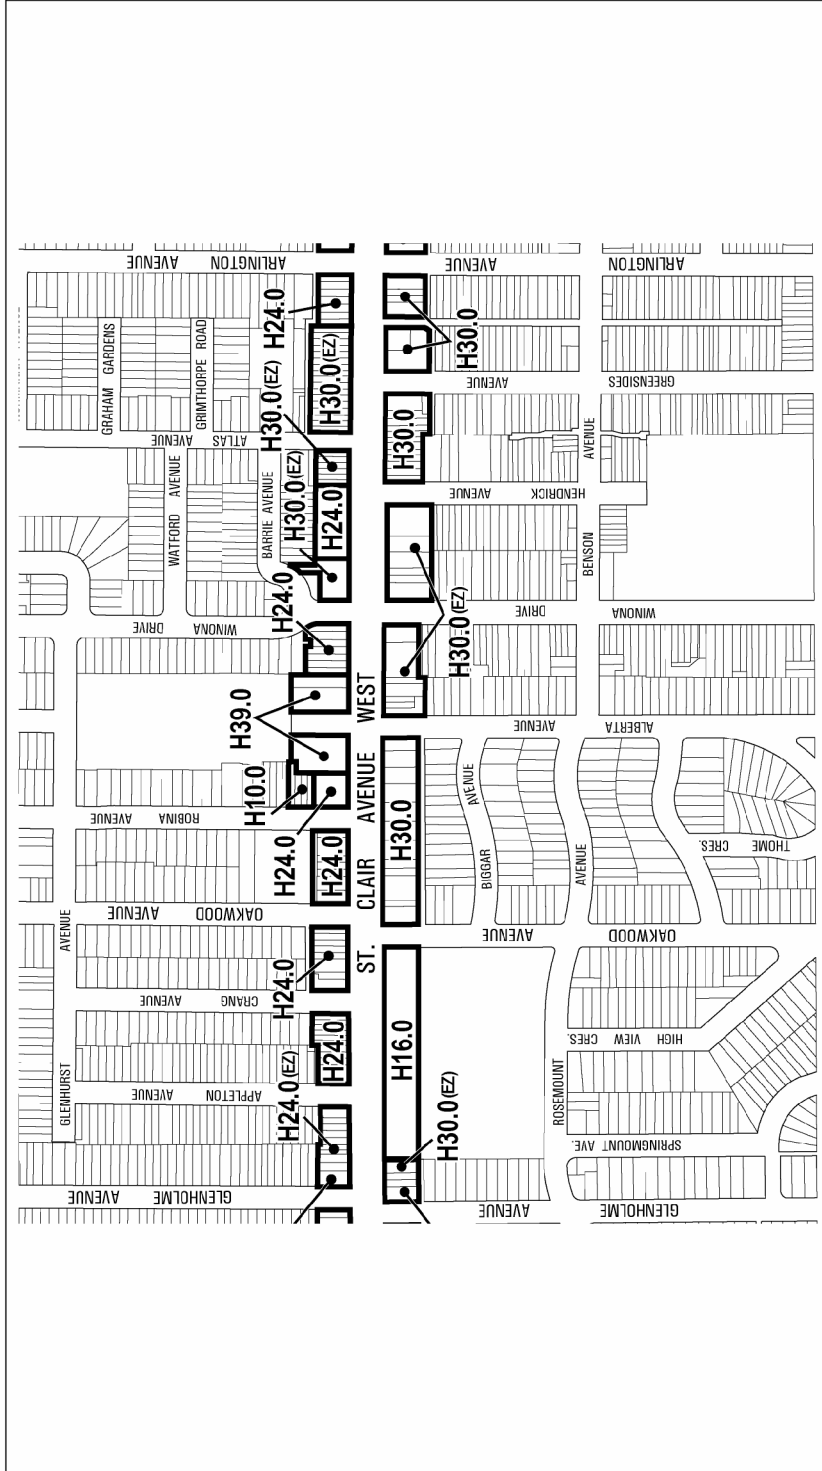 ARLINGTON AVENUE
ARLINGTON AVENUE
AVENUE
GRAHAM GARDENS
GRIMTHORPE ROAD
H24.0
H30.0
H30.0(EZ)
H30.0(EZ)
GREENSIDES AVENUE
ATLAS AVENUE
H30.0
AVENUE
WATFORD AVENUE
BARRIE AVENUE
H30.0(EZ)
H24.0
HENDRICK AVENUE
BENSON
H24.0
WINONA DRIVE
WINONA DRIVE
H30.0(EZ)
WEST
H39.0
ALBERTA AVENUE
H10.0
AVENUE
H30.0
ROBINA AVENUE
H24.0
H24.0
CLAIR
BIGGAR AVENUE
AVENUE
THOME CRES.
OAKWOOD AVENUE
OAKWOOD AVENUE
AVENUE
ST.
H24.0
CRANG AVENUE
H24.0
H16.0
HIGH VIEW CRES.
ROSEMOUNT
GLENHURST
APPLETON AVENUE
H24.0(EZ)
H30.0(EZ)
SPRINGMOUNT AVE.
GLENHOLME AVENUE
GLENHOLME AVENUE